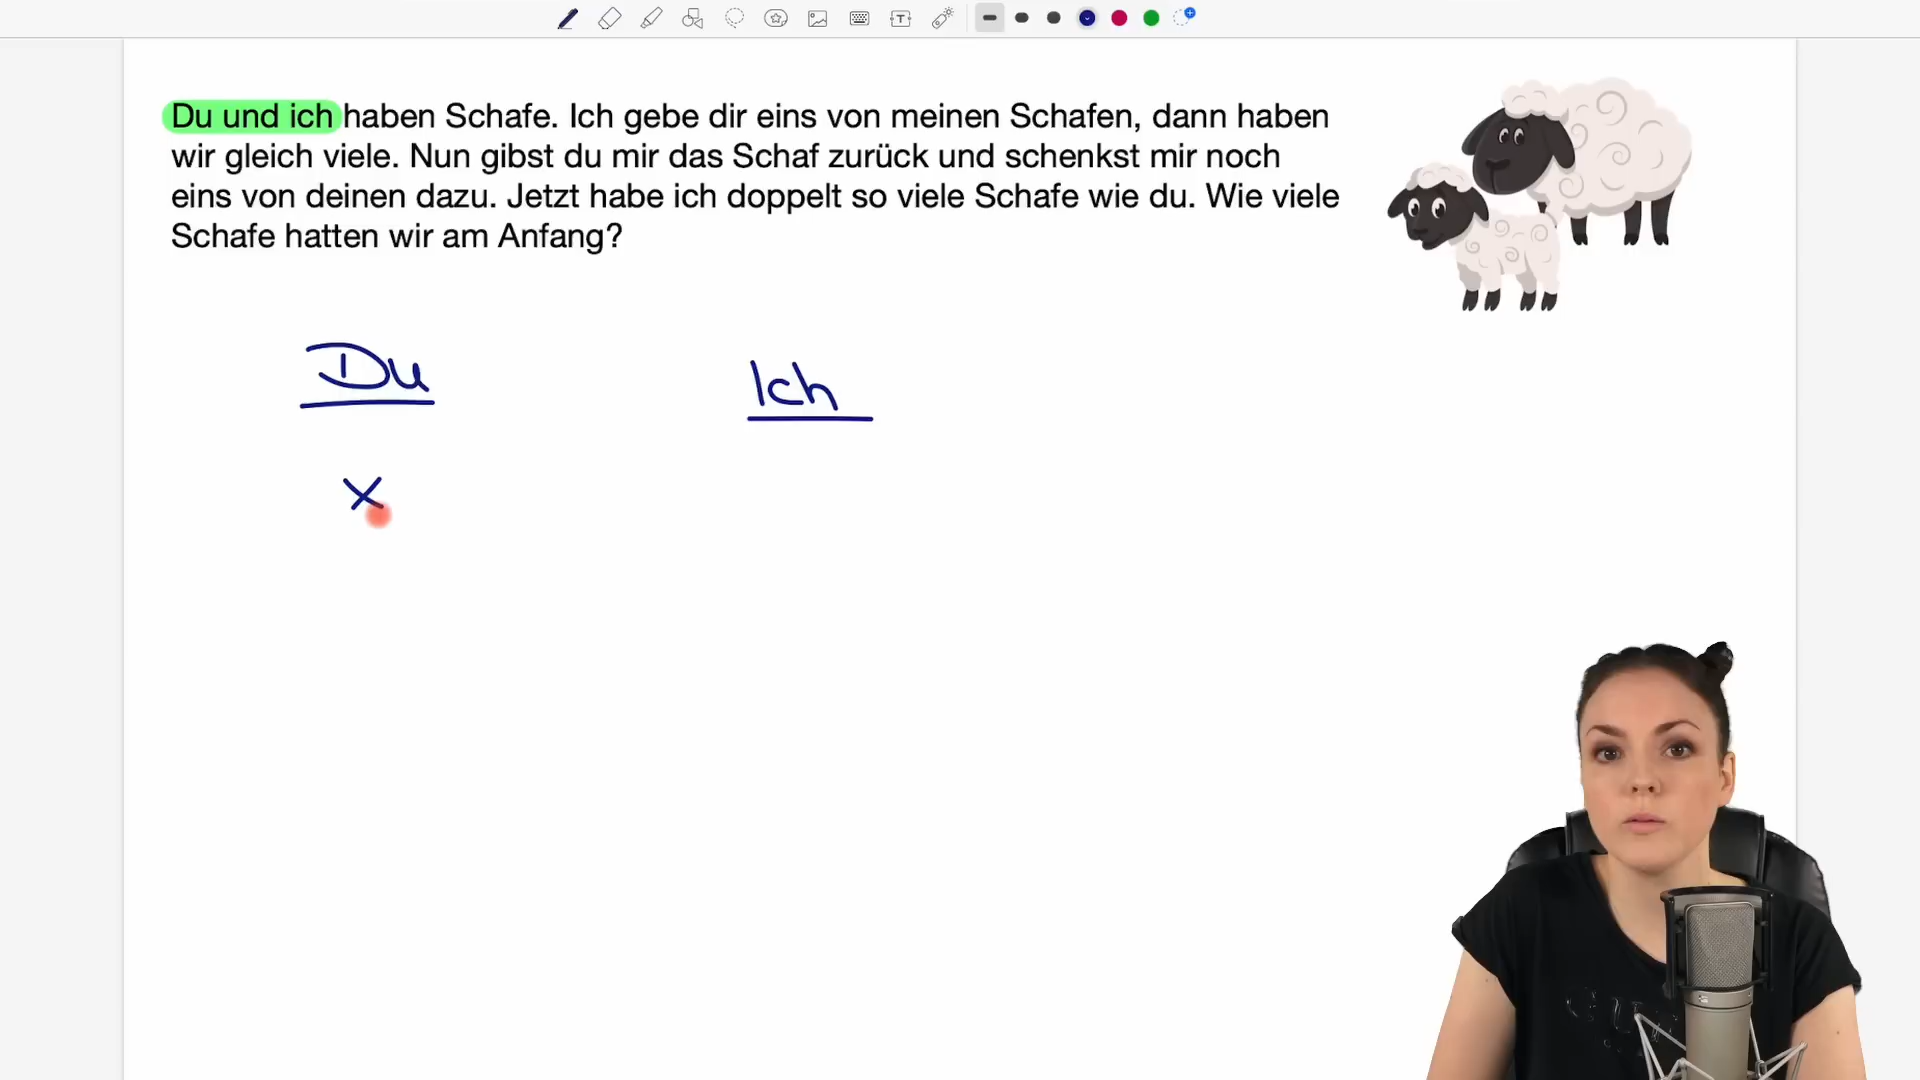 Du und ich haben Schafe. Ich gebe dir eins von meinen Schafen, dann haben
wir gleich viele. Nun gibst du mir das Schaf zurück und schenkst mir noch
eins von deinen dazu. Jetzt habe ich doppelt so viele Schafe wie du. Wie viele
Schafe hatten wir am Anfang?
Du
Ich
x